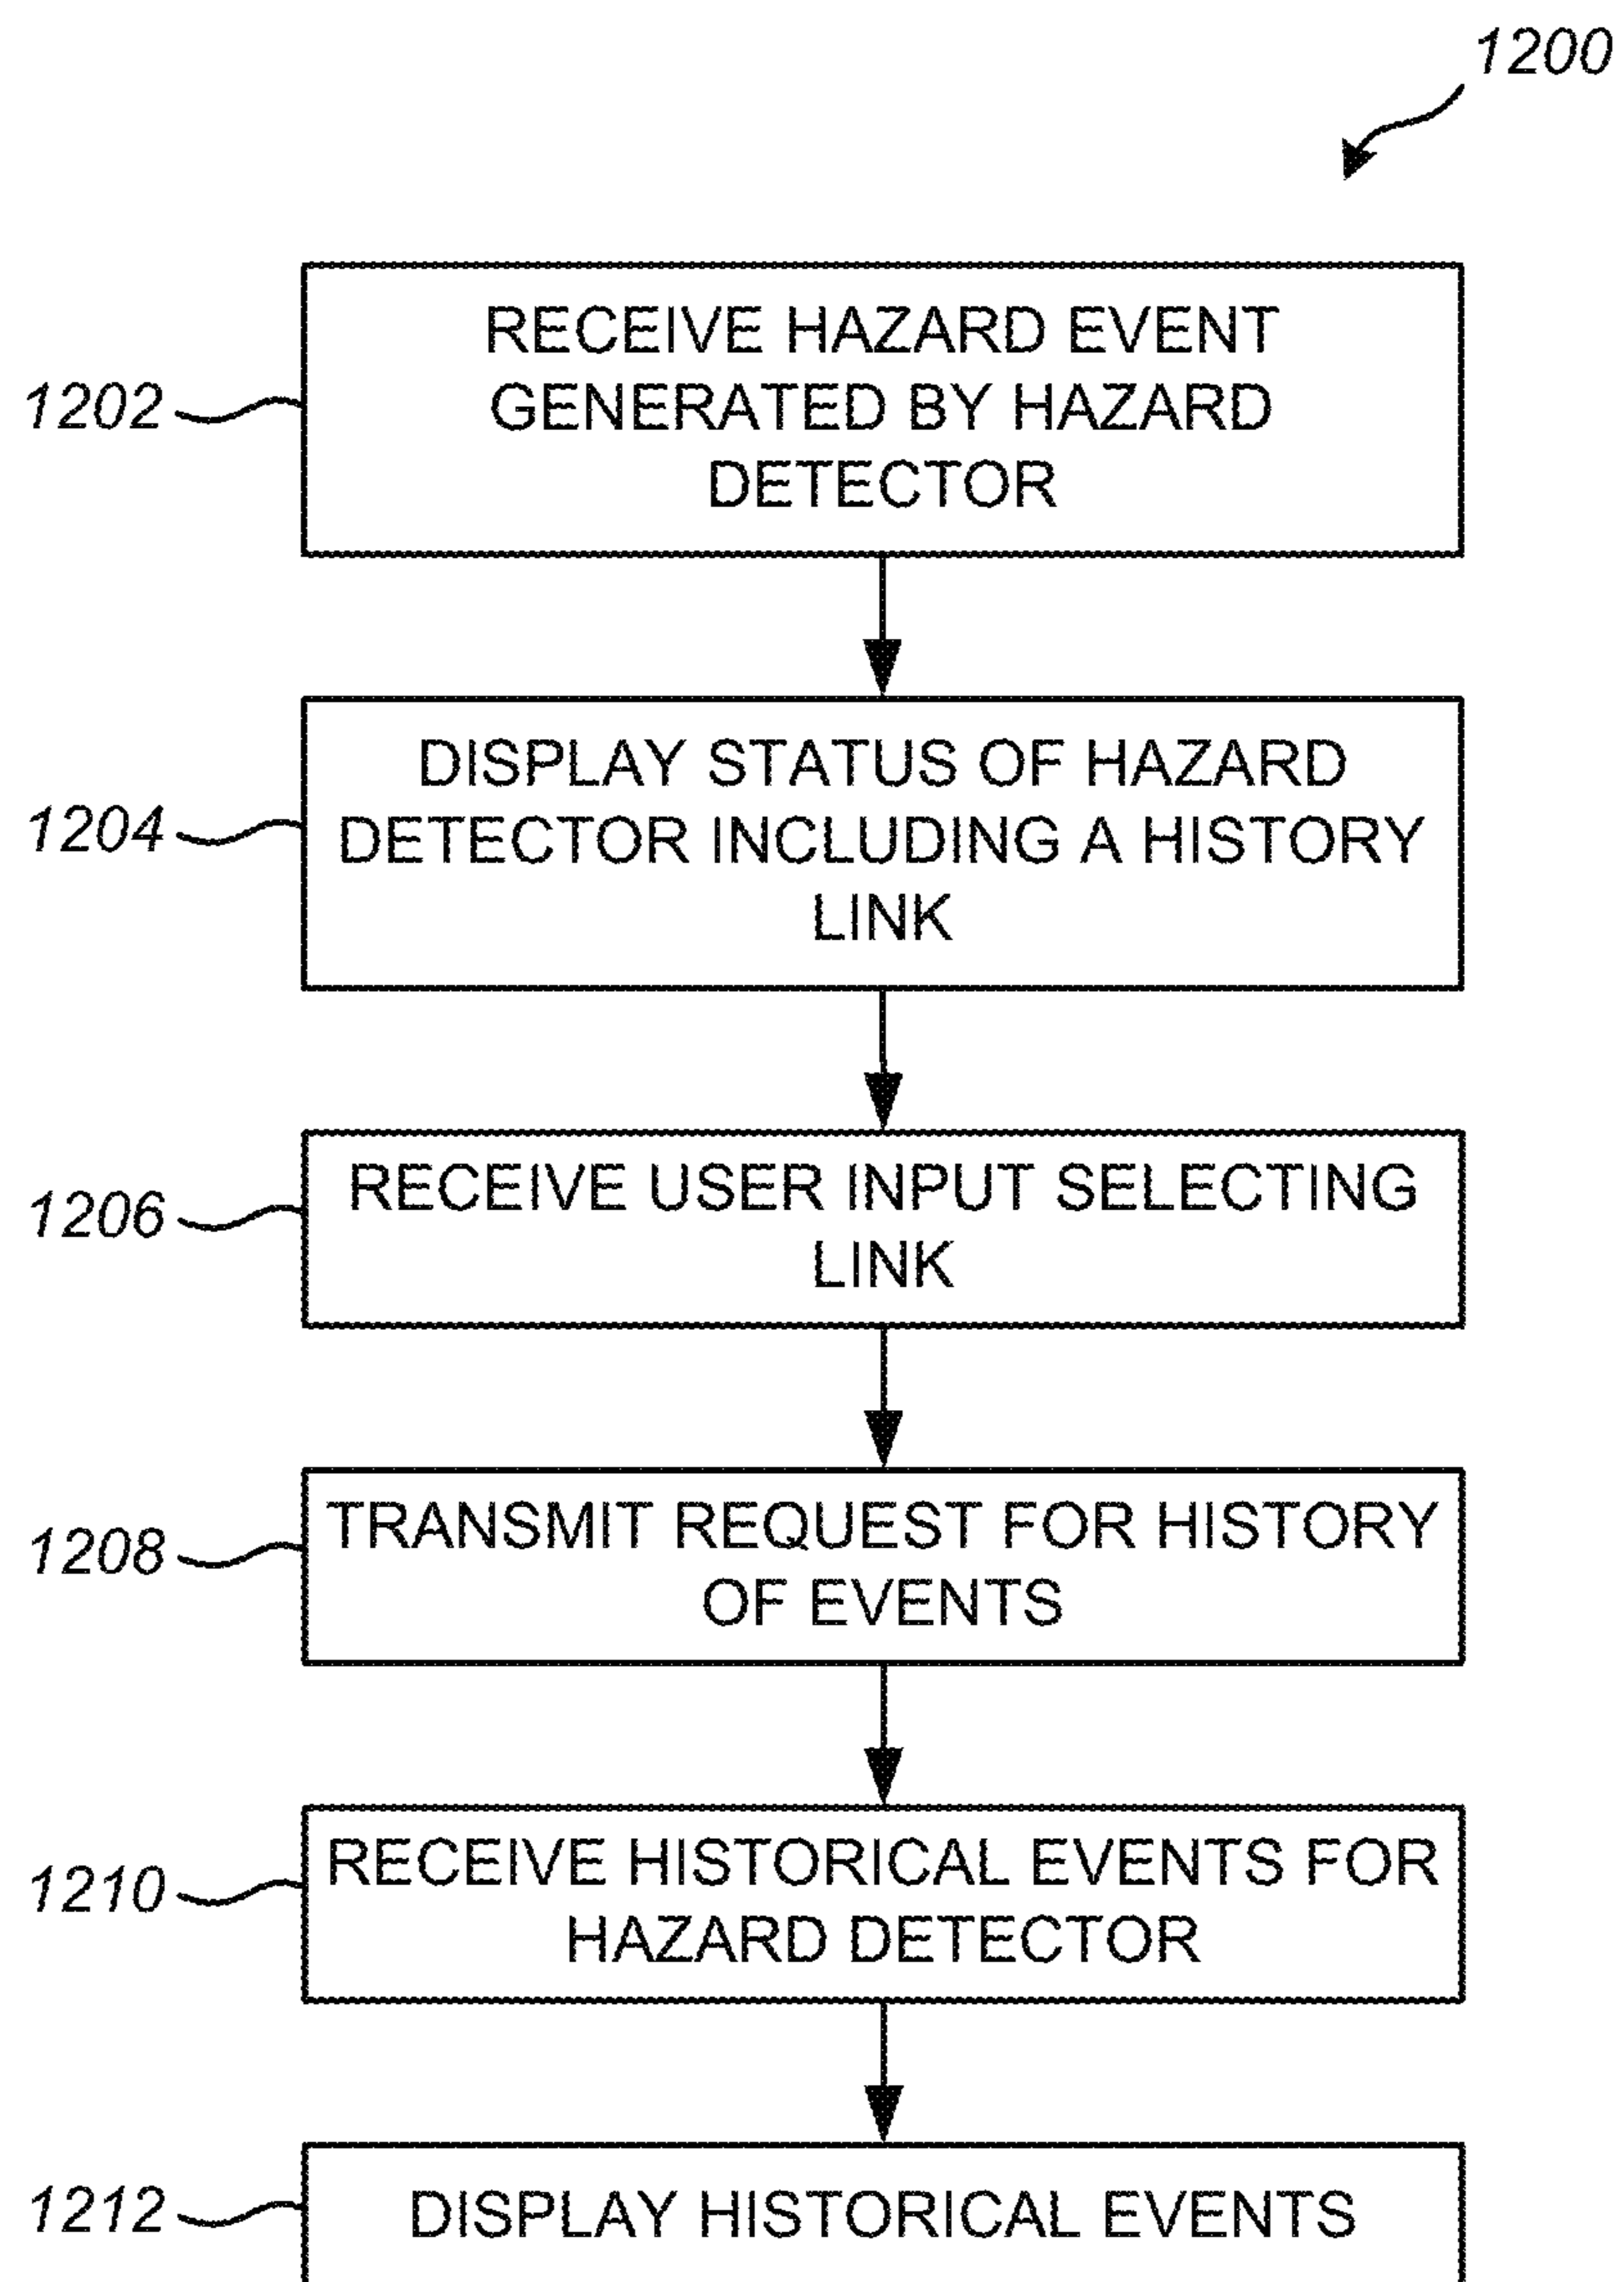 1200
1202
RECEIVE HAZARD EVENT
GENERATED BY HAZARD
DETECTOR
1204
DISPLAY STATUS OF HAZARD
DETECTOR INCLUDING A HISTORY
LINK
1206
RECEIVE USER INPUT SELECTING
LINK
1208
TRANSMIT REQUEST FOR HISTORY
OF EVENTS
1210
RECEIVE HISTORICAL EVENTS FOR
HAZARD DETECTOR
1212
DISPLAY HISTORICAL EVENTS